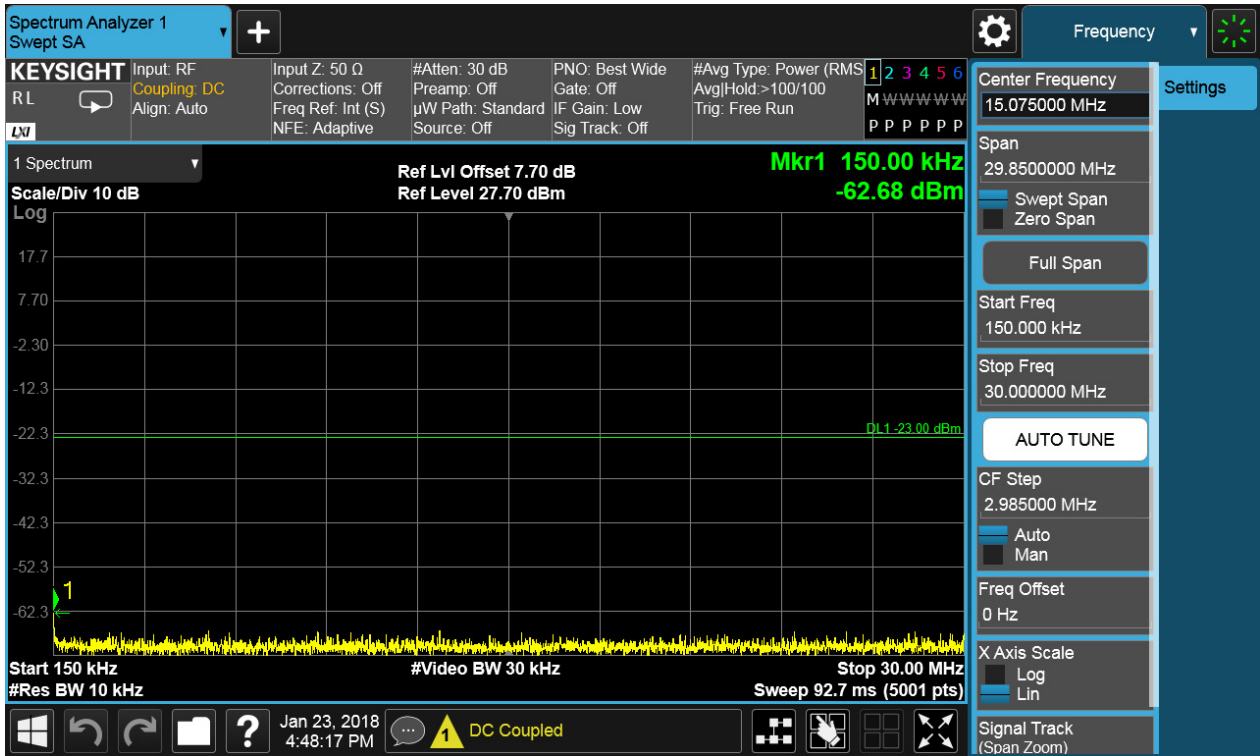 Spectrum Analyzer 1
Swept SA
Frequency
KEYSIGHT
RL
LXI
Input: RF
Coupling: DC
Align: Auto
Input Z: 50 Ω
Corrections: Off
Freq Ref: Int (S)
NFE: Adaptive
#Atten: 30 dB
Preamp: Off
µW Path: Standard
Source: Off
PNO: Best Wide
Gate: Off
IF Gain: Low
Sig Track: Off
#Avg Type: Power (RMS
Avg|Hold:>100/100
Trig: Free Run
1 2 3 4 5 6
M W W W W W
P P P P P P
1 Spectrum
Scale/Div 10 dB
Log
Ref Lvl Offset 7.70 dB
Ref Level 27.70 dBm
Mkr1 150.00 kHz
-62.68 dBm
17.7
7.70
-2.30
-12.3
-22.3
DL1 -23.00 dBm
-32.3
-42.3
-52.3
1
-62.3
Start 150 kHz
#Video BW 30 kHz
Stop 30.00 MHz
#Res BW 10 kHz
Sweep 92.7 ms (5001 pts)
?
Jan 23, 2018
4:48:17 PM
1
DC Coupled
Center Frequency
15.075000 MHz
Span
29.8500000 MHz
Swept Span
Zero Span
Full Span
Start Freq
150.000 kHz
Stop Freq
30.000000 MHz
AUTO TUNE
CF Step
2.985000 MHz
Auto
Man
Freq Offset
0 Hz
X Axis Scale
Log
Lin
Signal Track
(Span Zoom)
Settings